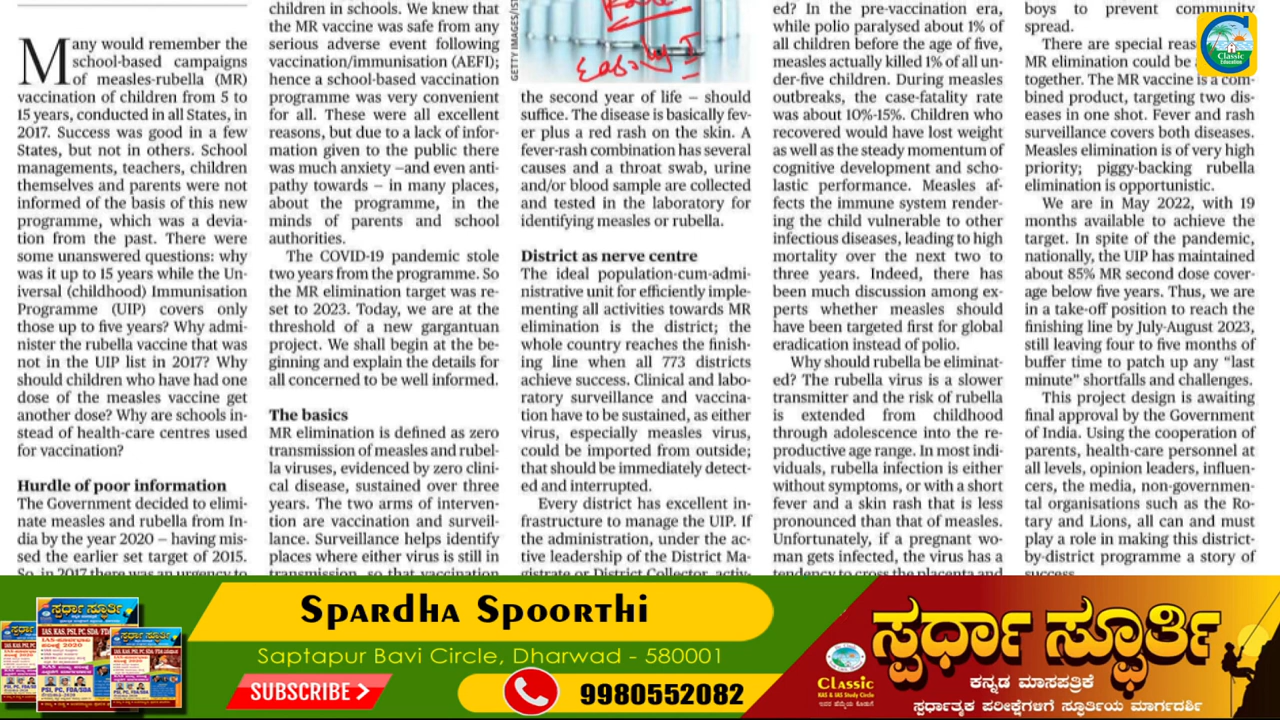 Many would remember the
school-based campaigns
of measles-rubella (MR)
vaccination of children from 5 to
15 years, conducted in all States, in
2017. Success was good in a few
States, but not in others. School
managements, teachers, children
themselves and parents were not
informed of the basis of this new
programme, which was a devia-
tion from the past. There were
some unanswered questions: why
was it up to 15 years while the Un-
iversal (childhood) Immunisation
Programme (UIP) covers only
those up to five years? Why admi-
nister the rubella vaccine that was
not in the UIP list in 2017? Why
should children who have had one
dose of the measles vaccine get
another dose? Why are schools in-
stead of health-care centres used
for vaccination?
Hurdle of poor information
The Government decided to elimi-
nate measles and rubella from In-
dia by the year 2020 – having mis-
sed the earlier set target of 2015.
So, in 2017 there was an urgency to
children in schools. We knew that
the MR vaccine was safe from any
serious adverse event following
vaccination/immunisation (AEFI);
hence a school-based vaccination
programme was very convenient
for all. These were all excellent
reasons, but due to a lack of infor-
mation given to the public there
was much anxiety –and even anti-
pathy towards – in many places,
about the programme, in the
minds of parents and school
authorities.
The COVID-19 pandemic stole
two years from the programme. So
the MR elimination target was re-
set to 2023. Today, we are at the
threshold of a new gargantuan
project. We shall begin at the be-
ginning and explain the details for
all concerned to be well informed.
The basics
MR elimination is defined as zero
transmission of measles and rubel-
la viruses, evidenced by zero clini-
cal disease, sustained over three
years. The two arms of interven-
tion are vaccination and surveil-
lance. Surveillance helps identify
places where either virus is still in
transmission, so that vaccination
GETTY IMAGES/IST
the second year of life – should
suffice. The disease is basically fev-
er plus a red rash on the skin. A
fever-rash combination has several
causes and a throat swab, urine
and/or blood sample are collected
and tested in the laboratory for
identifying measles or rubella.
District as nerve centre
The ideal population-cum-admi-
nistrative unit for efficiently imple-
menting all activities towards MR
elimination is the district; the
whole country reaches the finish-
ing line when all 773 districts
achieve success. Clinical and labo-
ratory surveillance and vaccina-
tion have to be sustained, as either
virus, especially measles virus,
could be imported from outside;
that should be immediately detect-
ed and interrupted.
Every district has excellent in-
frastructure to manage the UIP. If
the administration, under the ac-
tive leadership of the District Ma-
gistrate or District Collector, activ-
ed? In the pre-vaccination era,
while polio paralysed about 1% of
all children before the age of five,
measles actually killed 1% of all un-
der-five children. During measles
outbreaks, the case-fatality rate
was about 10%-15%. Children who
recovered would have lost weight
as well as the steady momentum of
cognitive development and scho-
lastic performance. Measles af-
fects the immune system render-
ing the child vulnerable to other
infectious diseases, leading to high
mortality over the next two to
three years. Indeed, there has
been much discussion among ex-
perts whether measles should
have been targeted first for global
eradication instead of polio.
Why should rubella be eliminat-
ed? The rubella virus is a slower
transmitter and the risk of rubella
is extended from childhood
through adolescence into the re-
productive age range. In most indi-
viduals, rubella infection is either
without symptoms, or with a short
fever and a skin rash that is less
pronounced than that of measles.
Unfortunately, if a pregnant wo-
man gets infected, the virus has a
tendency to cross the placenta and
boys to prevent community
spread.
There are special reas
MR elimination could be
together. The MR vaccine is a com-
bined product, targeting two dis-
eases in one shot. Fever and rash
surveillance covers both diseases.
Measles elimination is of very high
priority; piggy-backing rubella
elimination is opportunistic.
We are in May 2022, with 19
months available to achieve the
target. In spite of the pandemic,
nationally, the UIP has maintained
about 85% MR second dose cover-
age below five years. Thus, we are
in a take-off position to reach the
finishing line by July-August 2023,
still leaving four to five months of
buffer time to patch up any “last
minute” shortfalls and challenges.
This project design is awaiting
final approval by the Government
of India. Using the cooperation of
parents, health-care personnel at
all levels, opinion leaders, influen-
cers, the media, non-governmen-
tal organisations such as the Ro-
tary and Lions, all can and must
play a role in making this district-
by-district programme a story of
success.
Classic
Education
Spardha Spoorthi
Saptapur Bavi Circle, Dharwad - 580001
SUBSCRIBE
9980552082
ಸ್ಪರ್ಧಾ ಸ್ಫೂರ್ತಿ
ಕನ್ನಡ ಮಾಸಪತ್ರಿಕೆ
ಸ್ಪರ್ಧಾತ್ಮಕ ಪರೀಕ್ಷೆಗಳಿಗೆ ಸ್ಫೂರ್ತಿಯ ಮಾರ್ಗದರ್ಶಿ
Classic
KAS & IAS Study Circle